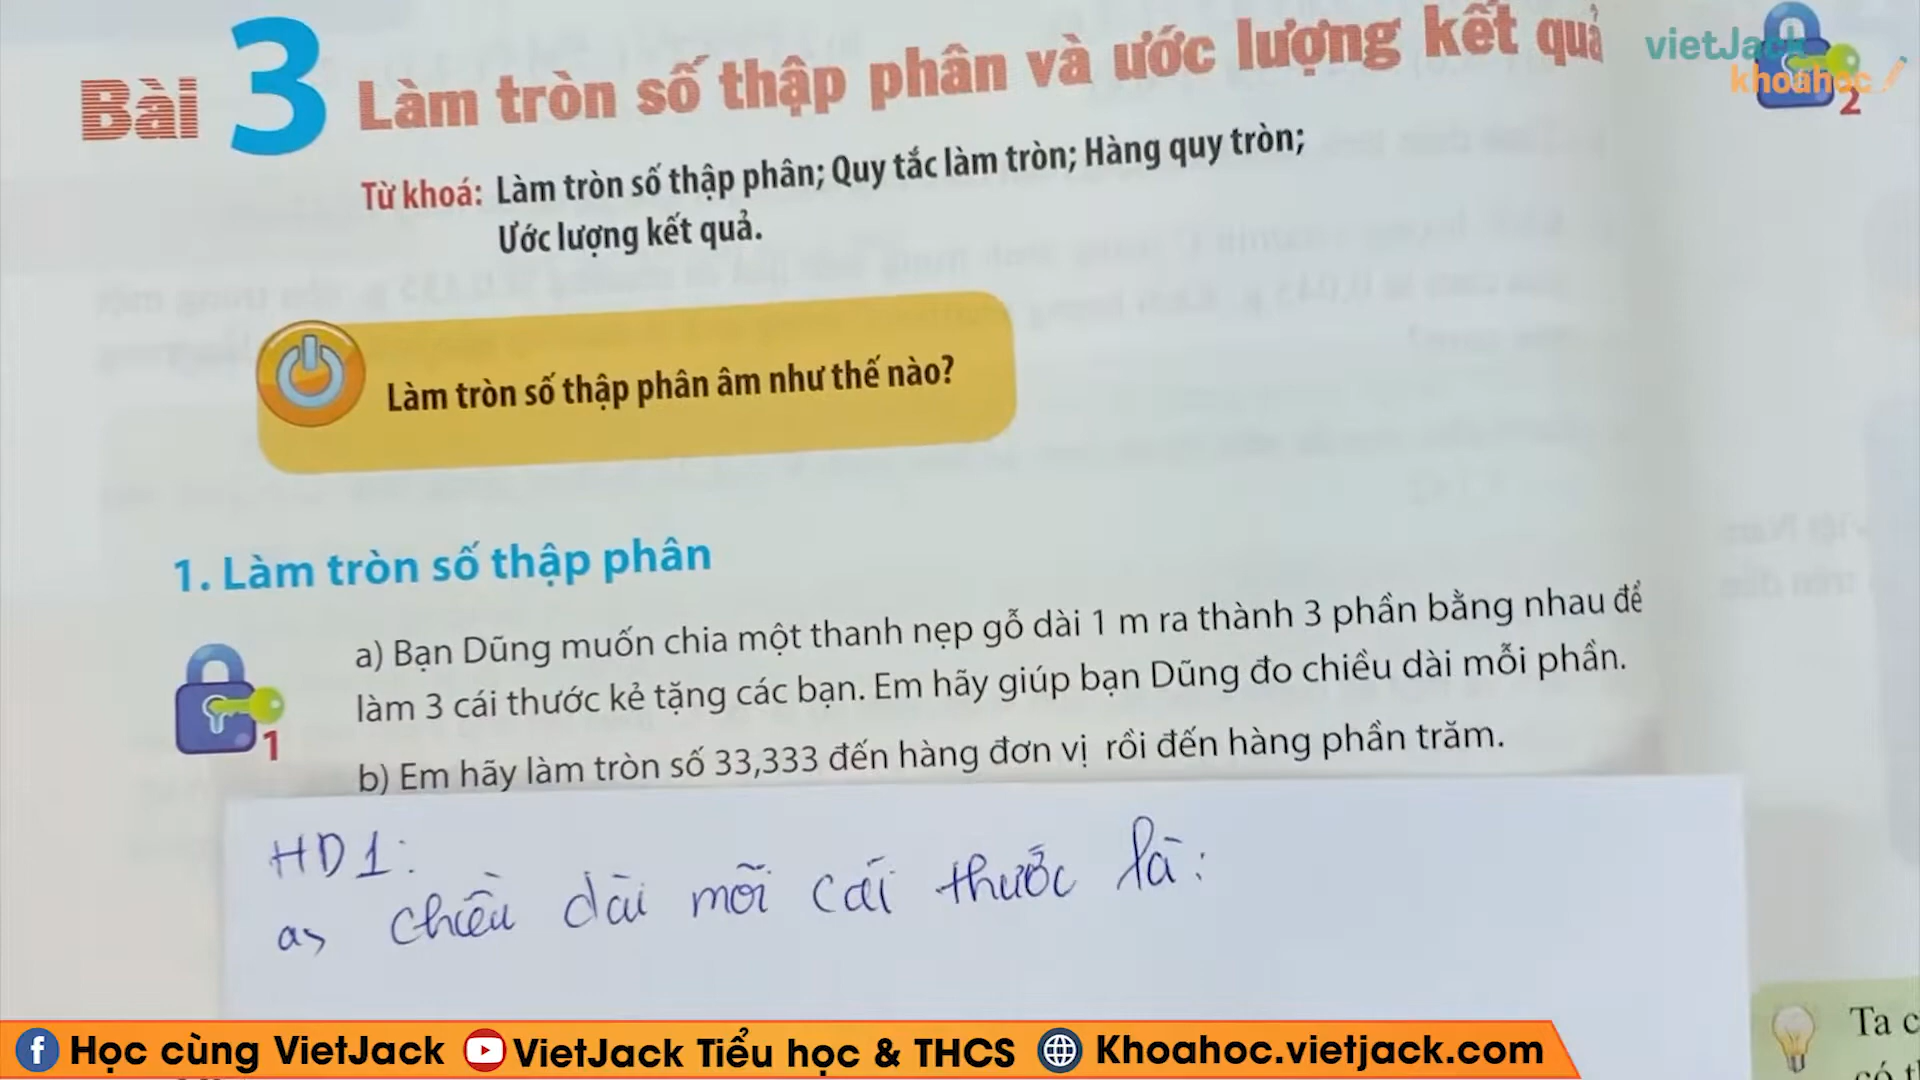 Bài 3 Làm tròn số thập phân và ước lượng kết quả
vietJack
khoahoc
2
Từ khoá: Làm tròn số thập phân; Quy tắc làm tròn; Hàng quy tròn;
Ước lượng kết quả.
Làm tròn số thập phân âm như thế nào?
1. Làm tròn số thập phân
1
a) Bạn Dũng muốn chia một thanh nẹp gỗ dài 1 m ra thành 3 phần bằng nhau để
làm 3 cái thước kẻ tặng các bạn. Em hãy giúp bạn Dũng đo chiều dài mỗi phần.
b) Em hãy làm tròn số 33,333 đến hàng đơn vị rồi đến hàng phần trăm.
HD1:
a> chiều dài mỗi cái thước là:
Ta c
có t
Học cùng VietJack VietJack Tiểu học & THCS Khoahoc.vietjack.com